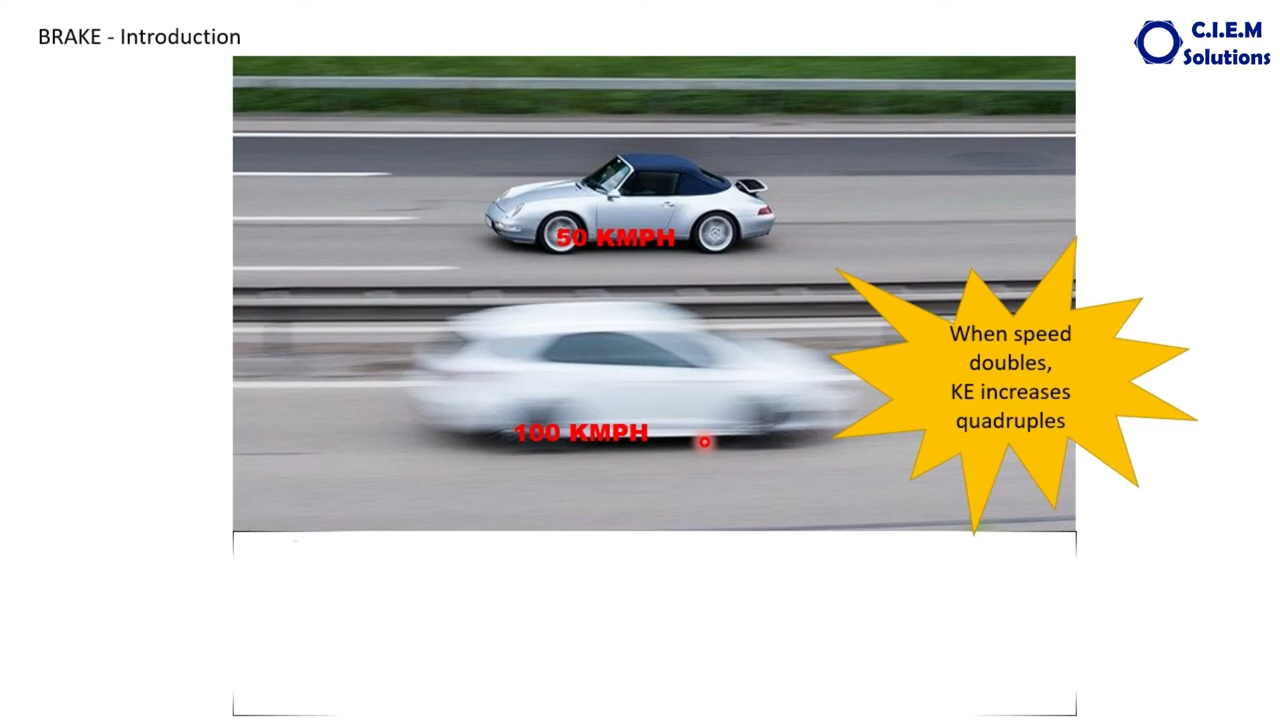 BRAKE - Introduction
C.I.E.M
Solutions
50 KMPH
When speed
doubles,
KE increases
quadruples
100 KMPH